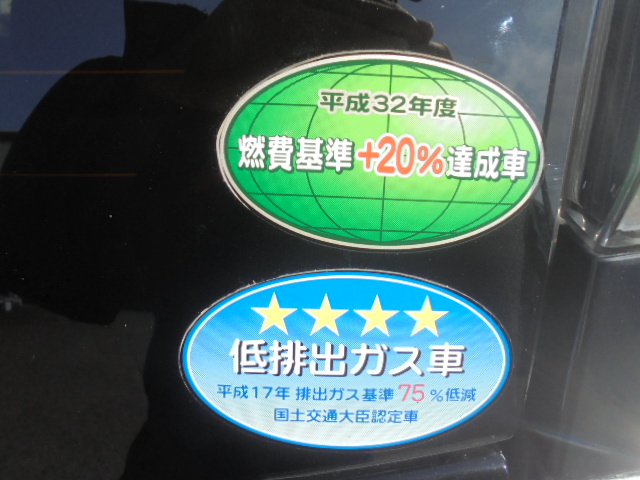 平成32年度
燃費基準+20%達成車
低排出ガス車
平成17年 排出ガス基準 75 %低減
国土交通大臣認定車